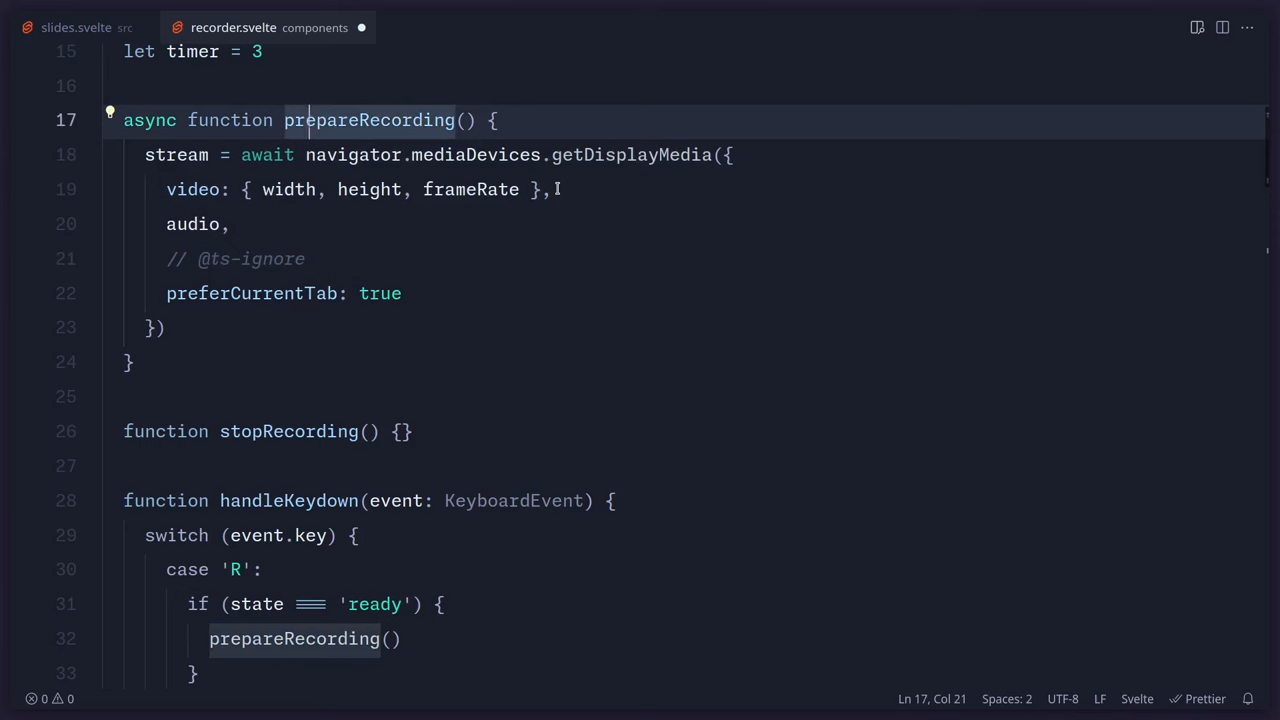 slides.svelte src
recorder.svelte components
15 let timer = 3
16
17 async function prepareRecording() {
18 stream = await navigator.mediaDevices.getDisplayMedia({
19 video: { width, height, frameRate },
20 audio,
21 // @ts-ignore
22 preferCurrentTab: true
23 })
24 }
25
26 function stopRecording() {}
27
28 function handleKeydown(event: KeyboardEvent) {
29 switch (event.key) {
30 case 'R':
31 if (state === 'ready') {
32 prepareRecording()
33 }
0 0 Ln 17, Col 21 Spaces: 2 UTF-8 LF Svelte Prettier